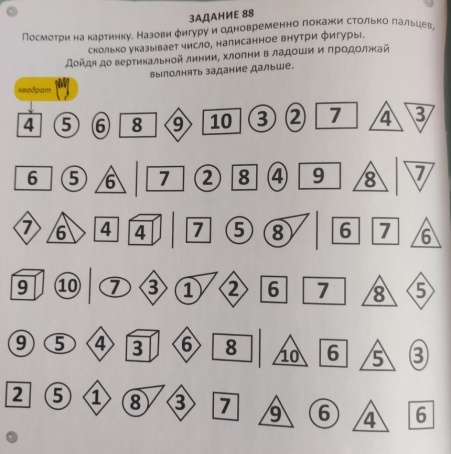 ЗАДАНИЕ 88
Посмотри на картинку. Назови фигуру и одновременно покажи столько пальцев,
сколько указывает число, написанное внутри фигуры.
Дойдя до вертикальной линии, хлопни в ладоши и продолжай
выполнять задание дальше.
квадрат
4 5 6 8 9 10 3 2 7 4 3
6 5 6 7 2 8 4 9 8 7
7 6 4 4 7 5 8 6 7 6
9 10 7 3 1 2 6 7 8 5
9 5 4 3 6 8 10 6 5 3
2 5 1 8 3 7 9 6 4 6